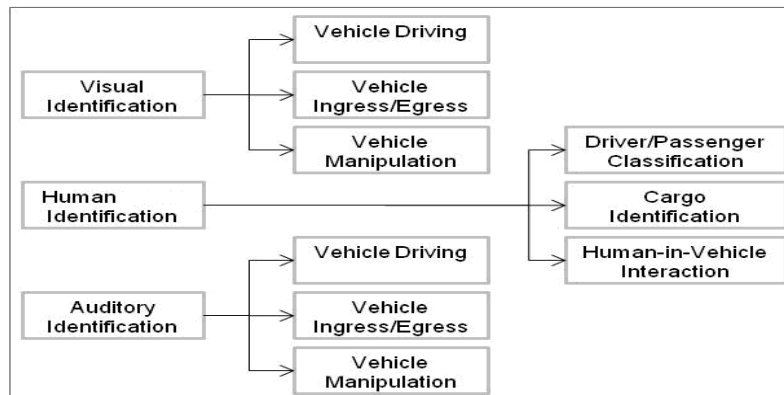 Visual
Identification
Vehicle Driving
Vehicle
Ingress/Egress
Vehicle
Manipulation
Human
Identification
Driver/Passenger
Classification
Cargo
Identification
Human-in-Vehicle
Interaction
Auditory
Identification
Vehicle Driving
Vehicle
Ingress/Egress
Vehicle
Manipulation